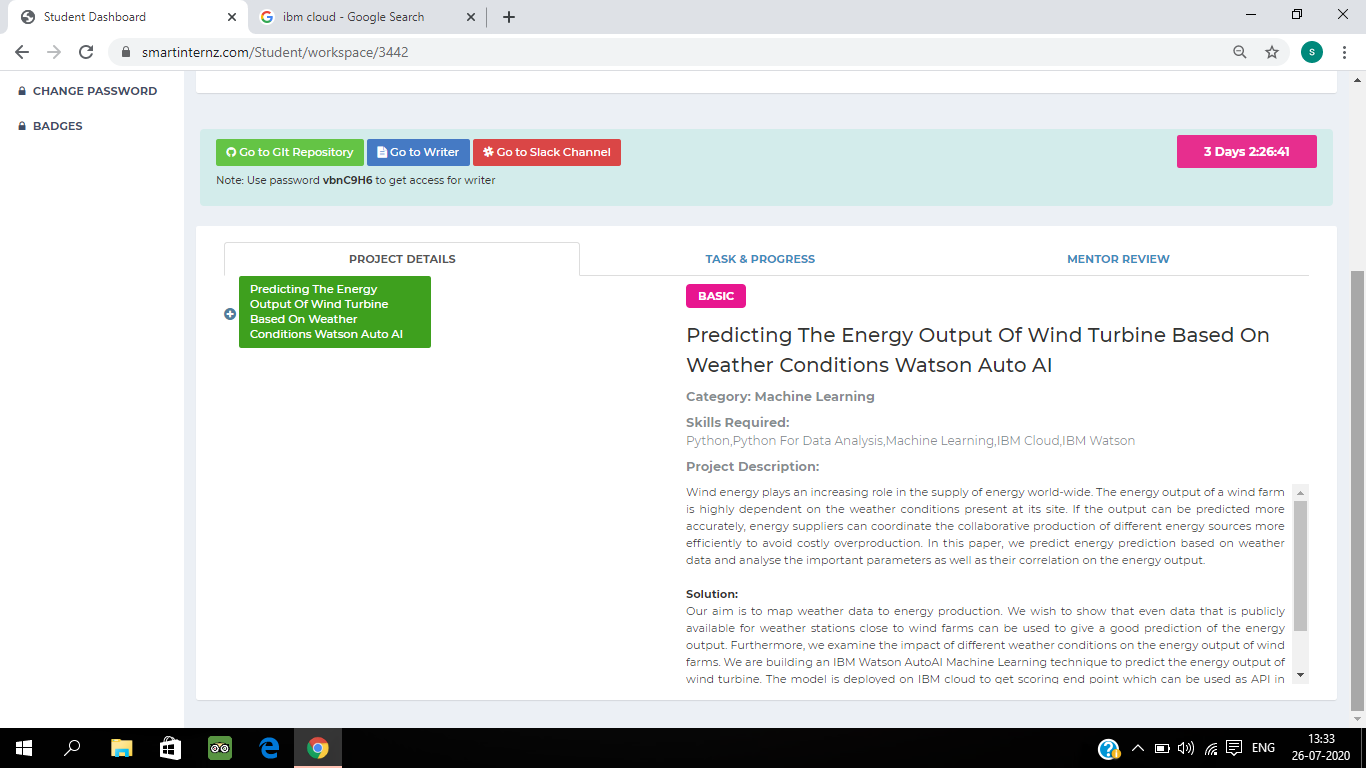 Student Dashboard
ibm cloud - Google Search
smartinternz.com/Student/workspace/3442
s
CHANGE PASSWORD
BADGES
Go to GIt Repository
Go to Writer
Go to Slack Channel
3 Days 2:26:41
Note: Use password vbnC9H6 to get access for writer
PROJECT DETAILS
TASK & PROGRESS
MENTOR REVIEW
Predicting The Energy
Output Of Wind Turbine
Based On Weather
Conditions Watson Auto AI
BASIC
Predicting The Energy Output Of Wind Turbine Based On
Weather Conditions Watson Auto AI
Category: Machine Learning
Skills Required:
Python,Python For Data Analysis,Machine Learning,IBM Cloud,IBM Watson
Project Description:
Wind energy plays an increasing role in the supply of energy world-wide. The energy output of a wind farm
is highly dependent on the weather conditions present at its site. If the output can be predicted more
accurately, energy suppliers can coordinate the collaborative production of different energy sources more
efficiently to avoid costly overproduction. In this paper, we predict energy prediction based on weather
data and analyse the important parameters as well as their correlation on the energy output.
Solution:
Our aim is to map weather data to energy production. We wish to show that even data that is publicly
available for weather stations close to wind farms can be used to give a good prediction of the energy
output. Furthermore, we examine the impact of different weather conditions on the energy output of wind
farms. We are building an IBM Watson AutoAI Machine Learning technique to predict the energy output of
wind turbine. The model is deployed on IBM cloud to get scoring end point which can be used as API in
ENG
13:33
26-07-2020